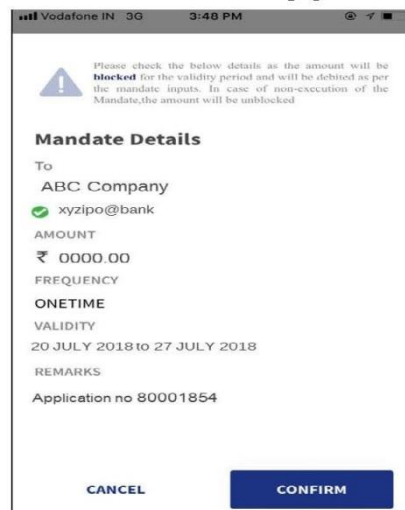 Vodafone IN 3G 3:48 PM
Please check the below details as the amount will be
blocked for the validity period and will be debited as per
the mandate inputs. In case of non-execution of the
Mandate,the amount will be unblocked
Mandate Details
To
ABC Company
xyzipo@bank
AMOUNT
₹ 0000.00
FREQUENCY
ONETIME
VALIDITY
20 JULY 2018 to 27 JULY 2018
REMARKS
Application no 80001854
CANCEL CONFIRM